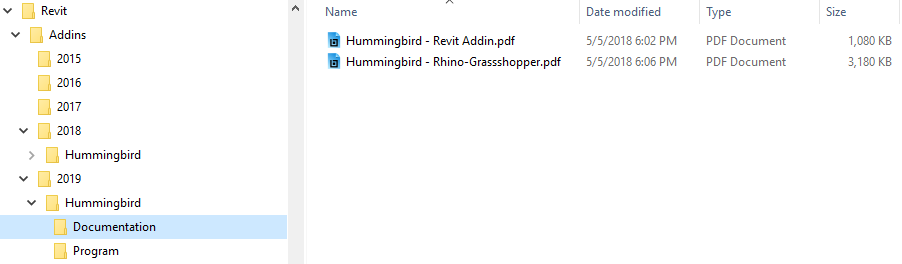 Revit
Addins
2015
2016
2017
2018
Hummingbird
2019
Hummingbird
Documentation
Program
Name Date modified Type Size
Hummingbird - Revit Addin.pdf 5/5/2018 6:02 PM PDF Document 1,080 KB
Hummingbird - Rhino-Grassshopper.pdf 5/5/2018 6:06 PM PDF Document 3,180 KB